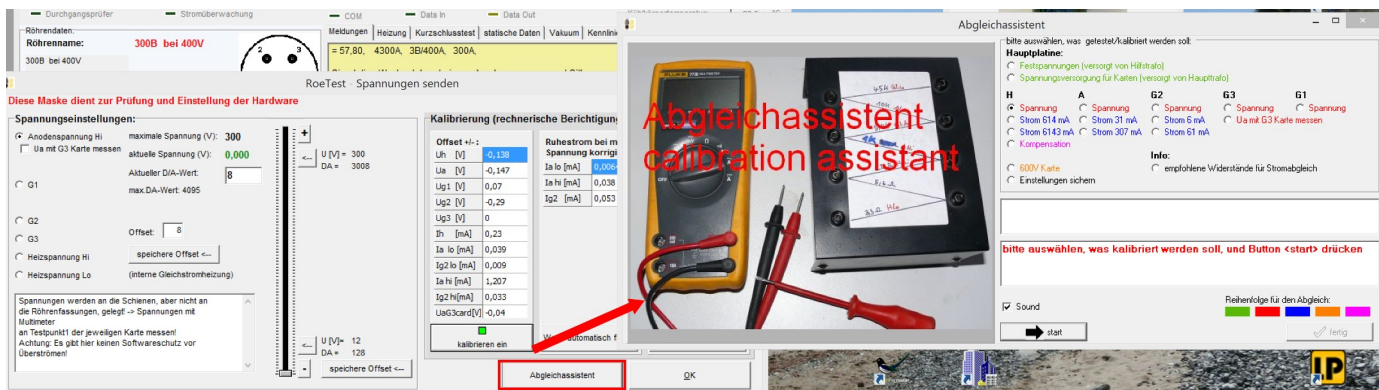 Durchgangsprüfer
Stromüberwachung
COM
Data In
Data Out
Röhrendaten:
Röhrenname:
300B bei 400V
300B bei 400V
2
3
Meldungen
Heizung
Kurzschlusstest
statische Daten
Vakuum
= 57,80, 4300A, 3B/400A, 300A,
RoeTest - Spannungen senden
Diese Maske dient zur Prüfung und Einstellung der Hardware
Spannungseinstellungen:
Anodenspannung Hi
Ua mit G3 Karte messen
G1
G2
G3
Heizspannung Hi
Heizspannung Lo
maximale Spannung (V): 300
aktuelle Spannung (V): 0,000
Aktueller D/A-Wert: 8
max.DA-Wert: 4095
Offset: 8
speichere Offset <--
(interne Gleichstromheizung)
Spannungen werden an die Schienen, aber nicht an
die Röhrenfassungen, gelegt! -> Spannungen mit
Multimeter
an Testpunkt1 der jeweiligen Karte messen!
Achtung: Es gibt hier keinen Softwareschutz vor
Überströmen!
+
<-- U [V] = 300
DA = 3008
<-- U [V]= 12
DA = 128
-
speichere Offset <--
Kalibrierung (rechnerische Berichtigung
Offset +/- :
Uh [V] -0,138
Ua [V] -0,147
Ug1 [V] 0,07
Ug2 [V] -0,29
Ug3 [V] 0
Ih [mA] 0,23
Ia lo [mA] 0,039
Ig2 lo [mA] 0,009
Ia hi [mA] 1,207
Ig2 hi[mA] 0,033
UaG3card[V] -0,04
kalibrieren ein
Ruhestrom bei m
Spannung korrigi
Ia lo [mA] 0,006
Ia hi [mA] 0,038
Ig2 [mA] 0,053
Abgleichassistent
OK
Abgleichassistent
Abgleichassistent
calibration assistant
bitte auswählen, was getestet/kalibriert werden soll:
Hauptplatine:
Festspannungen (versorgt von Hilfstrafo)
Spannungsversorgung für Karten (versorgt von Haupttrafo)
H A G2 G3 G1
Spannung Spannung Spannung Spannung Spannung
Strom 614 mA Strom 31 mA Strom 6 mA Ua mit G3 Karte messen
Strom 6143 mA Strom 307 mA Strom 61 mA
Kompensation
Info:
600V Karte empfohlene Widerstände für Stromabgleich
Einstellungen sichern
bitte auswählen, was kalibriert werden soll, und Button <start> drücken
Sound
Reihenfolge für den Abgleich:
start
fertig